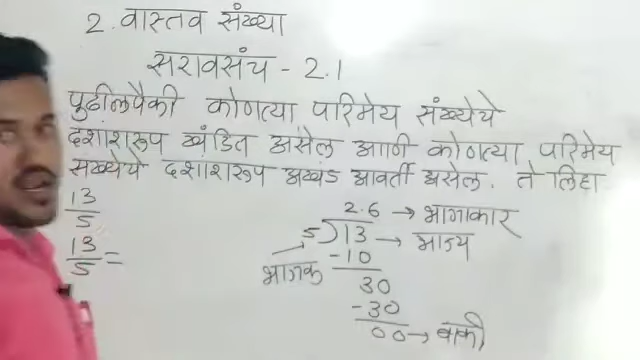 2. वास्तव संख्या
सरावसंच - 2.1
पुढीलपैकी कोणत्या परिमेय संख्येचे
दशांशरूप खंडित असेल आणि कोणत्या परिमेय
संख्येचे दशांशरूप अखंड आवर्ती असेल. ते लिहा
13
5
13
5 =
2.6 → भागाकार
5)13 → भाज्य
भाजक -10
30
-30
00 → बाकी